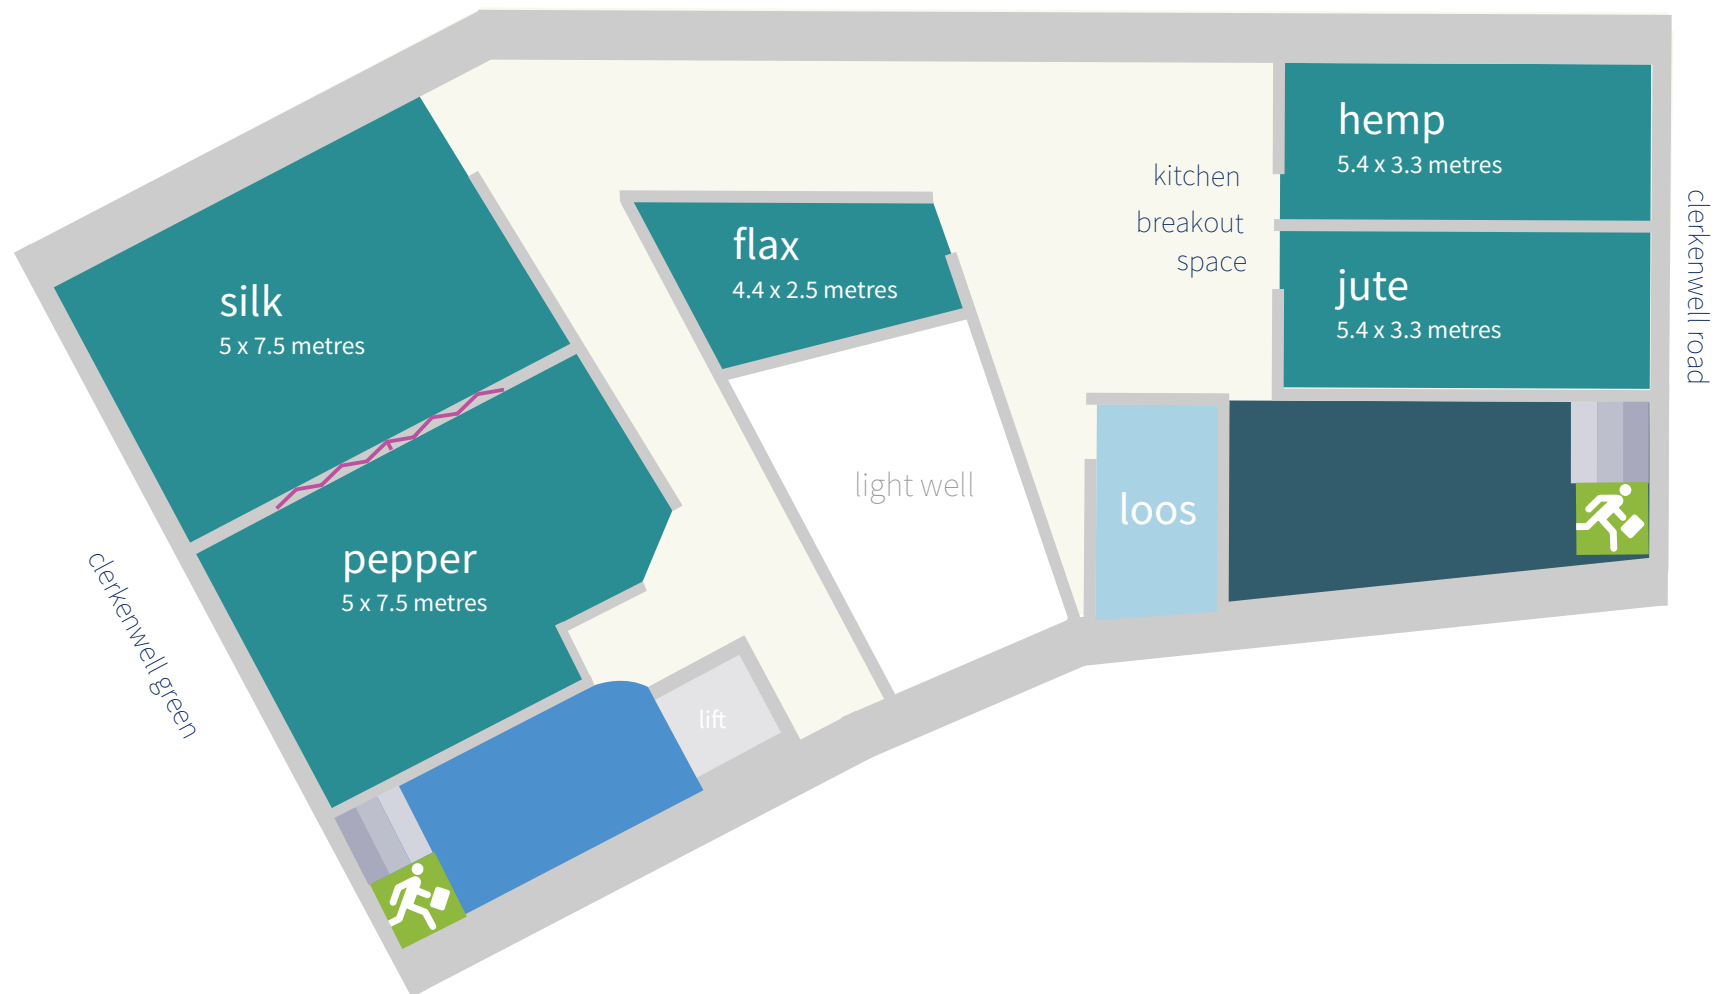 silk
5 x 7.5 metres
pepper
5 x 7.5 metres
clerkenwell green
flax
4.4 x 2.5 metres
light well
lift
kitchen
breakout
space
hemp
5.4 x 3.3 metres
jute
5.4 x 3.3 metres
loos
clerkenwell road